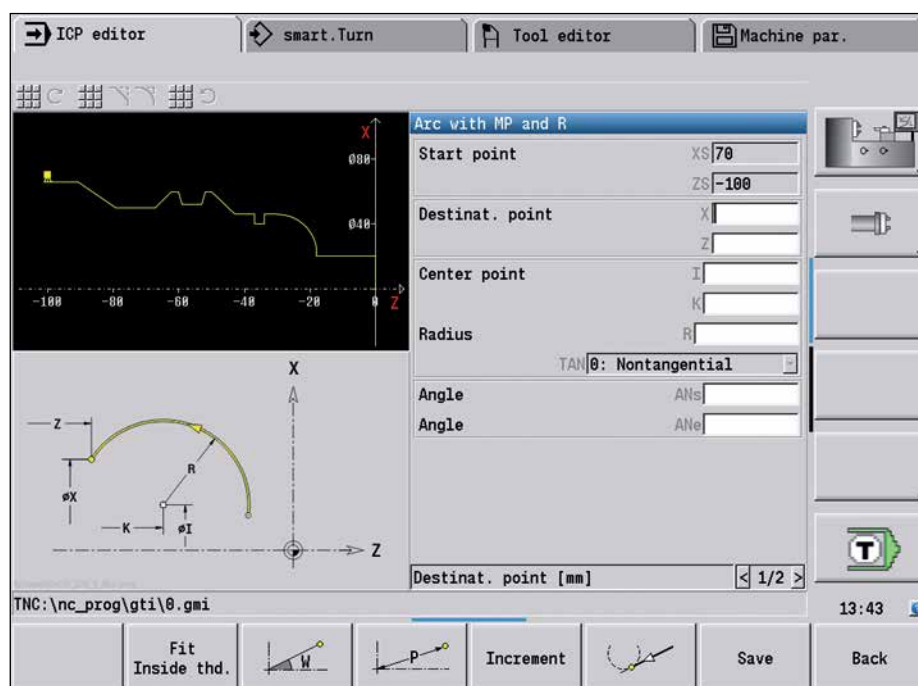 ICP editor
smart.Turn
Tool editor
Machine par.
Arc with MP and R
Start point XS 70
ZS -100
Destinat. point X
Z
Center point I
K
Radius R
TAN 0: Nontangential
Angle ANs
Angle ANe
Destinat. point [mm] < 1/2 >
X
Ø80
Ø40
-100 -80 -60 -40 -20 0 Z
X
Z
R
øX
K
øI
Z
TNC:\nc_prog\gti\0.gmi
T
13:43
Fit
Inside thd.
W
P
Increment
Save
Back